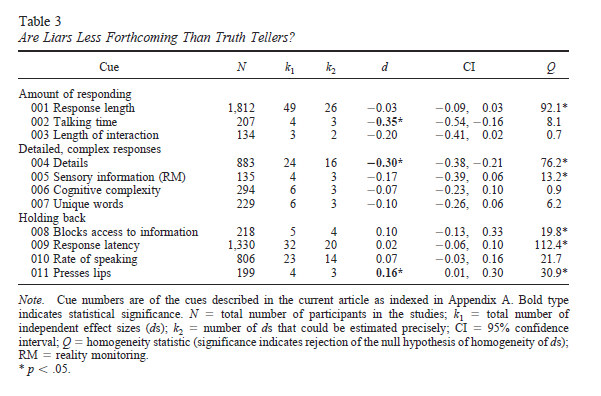 Table 3
Are Liars Less Forthcoming Than Truth Tellers?
Cue N k1 k2 d CI Q
Amount of responding
001 Response length 1,812 49 26 −0.03 −0.09, 0.03 92.1*
002 Talking time 207 4 3 −0.35* −0.54, −0.16 8.1
003 Length of interaction 134 3 2 −0.20 −0.41, 0.02 0.7
Detailed, complex responses
004 Details 883 24 16 −0.30* −0.38, −0.21 76.2*
005 Sensory information (RM) 135 4 3 −0.17 −0.39, 0.06 13.2*
006 Cognitive complexity 294 6 3 −0.07 −0.23, 0.10 0.9
007 Unique words 229 6 3 −0.10 −0.26, 0.06 6.2
Holding back
008 Blocks access to information 218 5 4 0.10 −0.13, 0.33 19.8*
009 Response latency 1,330 32 20 0.02 −0.06, 0.10 112.4*
010 Rate of speaking 806 23 14 0.07 −0.03, 0.16 21.7
011 Presses lips 199 4 3 0.16* 0.01, 0.30 30.9*
Note. Cue numbers are of the cues described in the current article as indexed in Appendix A. Bold type
indicates statistical significance. N = total number of participants in the studies; k1 = total number of
independent effect sizes (ds); k2 = number of ds that could be estimated precisely; CI = 95% confidence
interval; Q = homogeneity statistic (significance indicates rejection of the null hypothesis of homogeneity of ds);
RM = reality monitoring.
* p < .05.